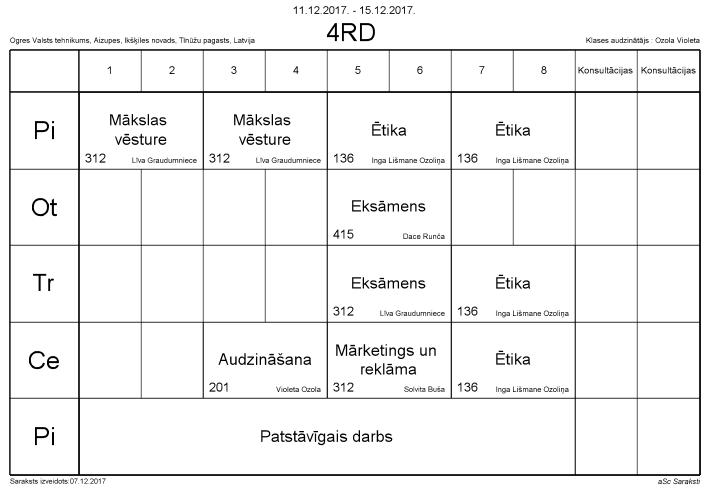 11.12.2017. - 15.12.2017.
4RD
Ogres Valsts tehnikums, Aizupes, Ikšķiles novads, Tīnūžu pagasts, Latvija
Klases audzinātājs : Ozola Violeta
1 2 3 4 5 6 7 8 Konsultācijas Konsultācijas
Pi
Mākslas
vēsture
312 Līva Graudumniece
Mākslas
vēsture
312 Līva Graudumniece
Ētika
136 Inga Lišmane Ozoliņa
Ētika
136 Inga Lišmane Ozoliņa
Ot
Eksāmens
415 Dace Runča
Tr
Eksāmens
312 Līva Graudumniece
Ētika
136 Inga Lišmane Ozoliņa
Ce
Audzināšana
201 Violeta Ozola
Mārketings un
reklāma
312 Solvita Buša
Ētika
136 Inga Lišmane Ozoliņa
Pi
Patstāvīgais darbs
Saraksts izveidots:07.12.2017
aSc Saraksti